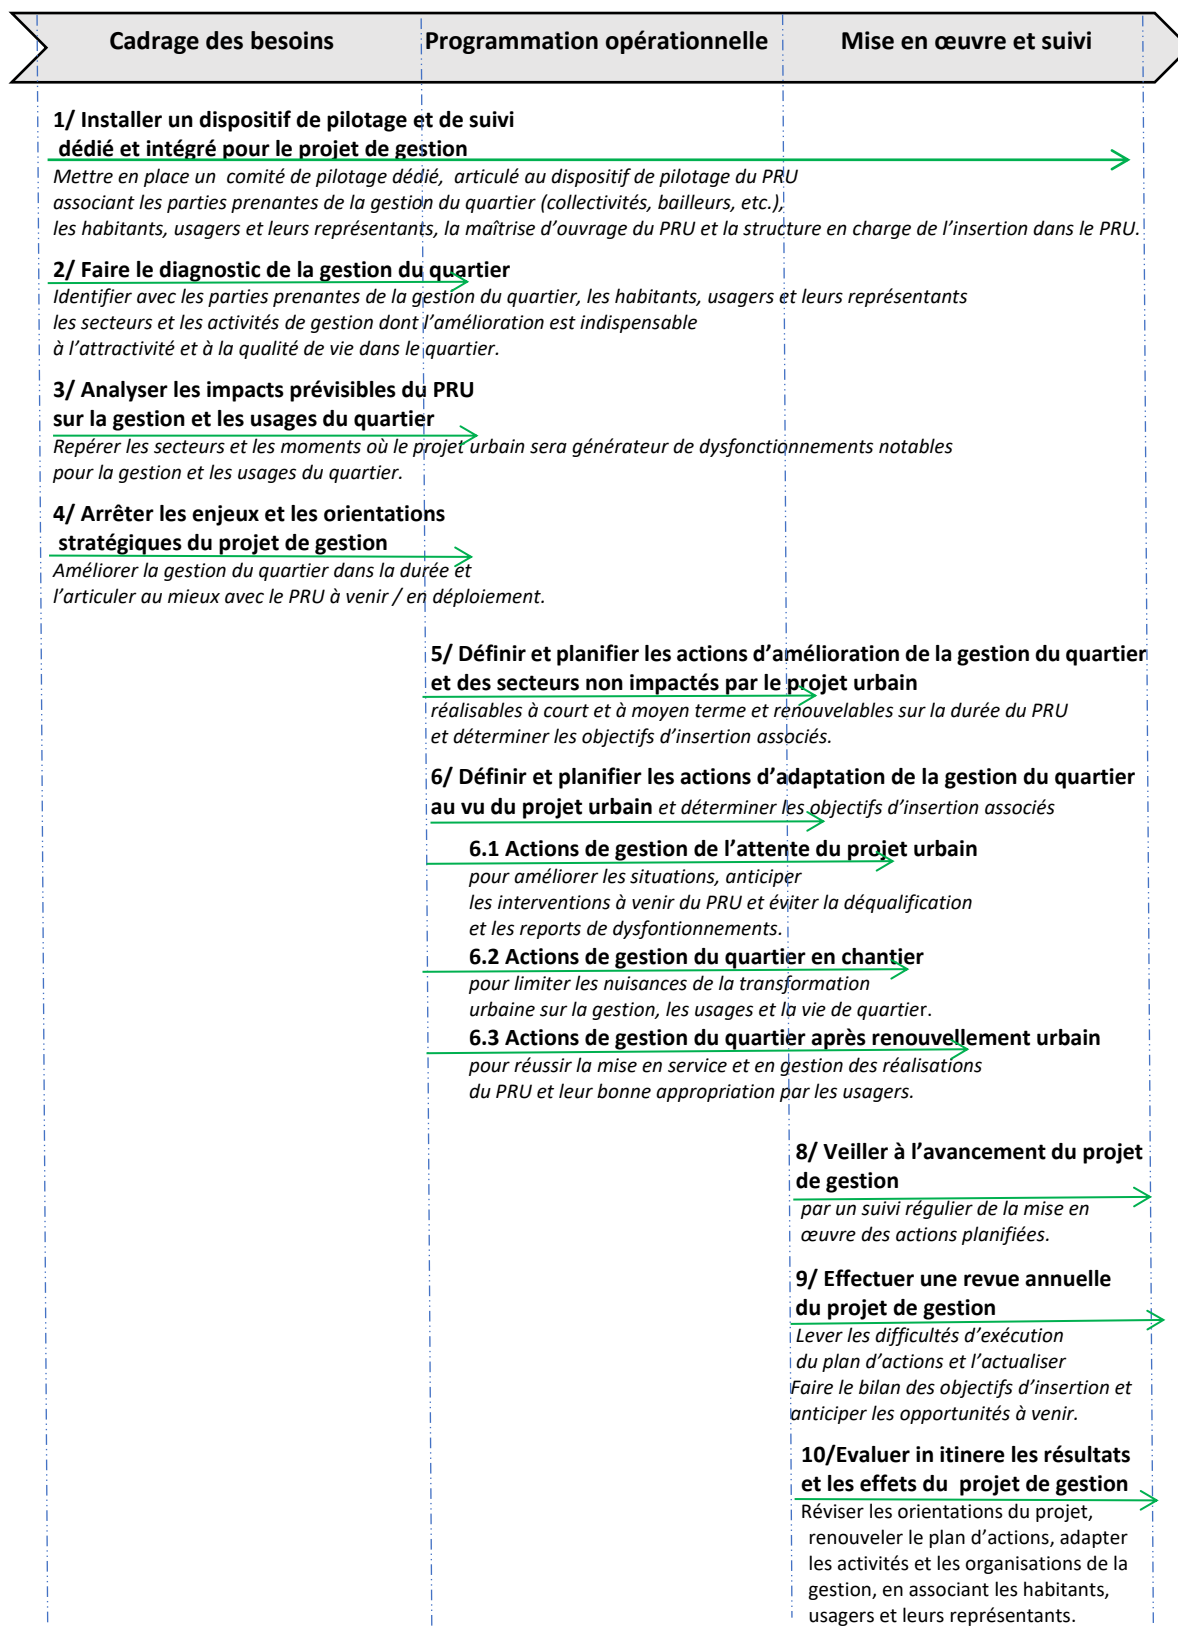 Cadrage des besoins
Programmation opérationnelle
Mise en œuvre et suivi
1/ Installer un dispositif de pilotage et de suivi
dédié et intégré pour le projet de gestion
Mettre en place un comité de pilotage dédié, articulé au dispositif de pilotage du PRU
associant les parties prenantes de la gestion du quartier (collectivités, bailleurs, etc.),
les habitants, usagers et leurs représentants, la maîtrise d'ouvrage du PRU et la structure en charge de l'insertion dans le PRU.
2/ Faire le diagnostic de la gestion du quartier
Identifier avec les parties prenantes de la gestion du quartier, les habitants, usagers et leurs représentants
les secteurs et les activités de gestion dont l'amélioration est indispensable
à l'attractivité et à la qualité de vie dans le quartier.
3/ Analyser les impacts prévisibles du PRU
sur la gestion et les usages du quartier
Repérer les secteurs et les moments où le projet urbain sera générateur de dysfonctionnements notables
pour la gestion et les usages du quartier.
4/ Arrêter les enjeux et les orientations
stratégiques du projet de gestion
Améliorer la gestion du quartier dans la durée et
l'articuler au mieux avec le PRU à venir / en déploiement.
5/ Définir et planifier les actions d'amélioration de la gestion du quartier
et des secteurs non impactés par le projet urbain
réalisables à court et à moyen terme et renouvelables sur la durée du PRU
et déterminer les objectifs d'insertion associés.
6/ Définir et planifier les actions d'adaptation de la gestion du quartier
au vu du projet urbain et déterminer les objectifs d'insertion associés
6.1 Actions de gestion de l'attente du projet urbain
pour améliorer les situations, anticiper
les interventions à venir du PRU et éviter la déqualification
et les reports de dysfontionnements.
6.2 Actions de gestion du quartier en chantier
pour limiter les nuisances de la transformation
urbaine sur la gestion, les usages et la vie de quartier.
6.3 Actions de gestion du quartier après renouvellement urbain
pour réussir la mise en service et en gestion des réalisations
du PRU et leur bonne appropriation par les usagers.
8/ Veiller à l'avancement du projet
de gestion
par un suivi régulier de la mise en
œuvre des actions planifiées.
9/ Effectuer une revue annuelle
du projet de gestion
Lever les difficultés d'exécution
du plan d'actions et l'actualiser
Faire le bilan des objectifs d'insertion et
anticiper les opportunités à venir.
10/Evaluer in itinere les résultats
et les effets du projet de gestion
Réviser les orientations du projet,
renouveler le plan d'actions, adapter
les activités et les organisations de la
gestion, en associant les habitants,
usagers et leurs représentants.